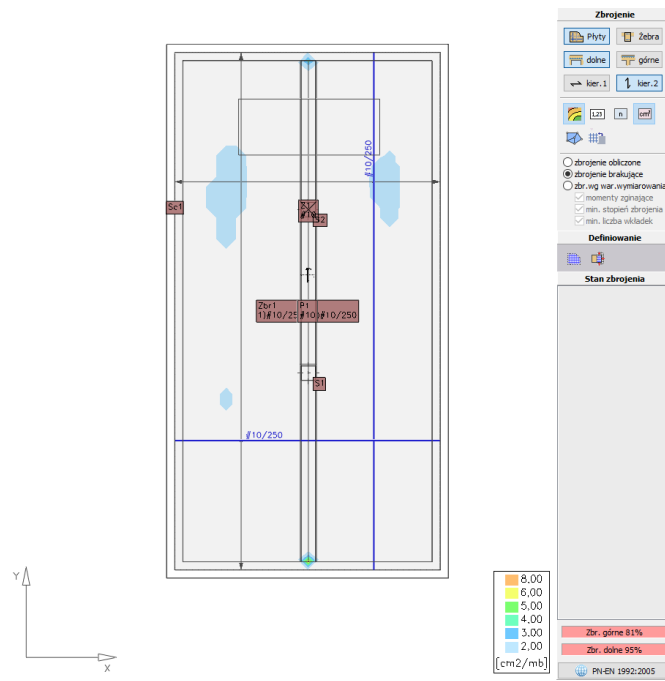 Zbrojenie
Płyty
Żebra
dolne
górne
kier.1
kier.2
1,23
n
cm²
zbrojenie obliczone
zbrojenie brakujące
zbr.wg war.wymiarowania
momenty zginające
min. stopień zbrojenia
min. liczba wkładek
Definiowanie
Stan zbrojenia
#10/250
Sc1
S2
Zbr1
P1
1)#10/25
#10/250
S1
#10/250
Y
X
8,00
6,00
5,00
4,00
3,00
2,00
[cm2/mb]
Zbr. górne 81%
Zbr. dolne 95%
PN-EN 1992:2005